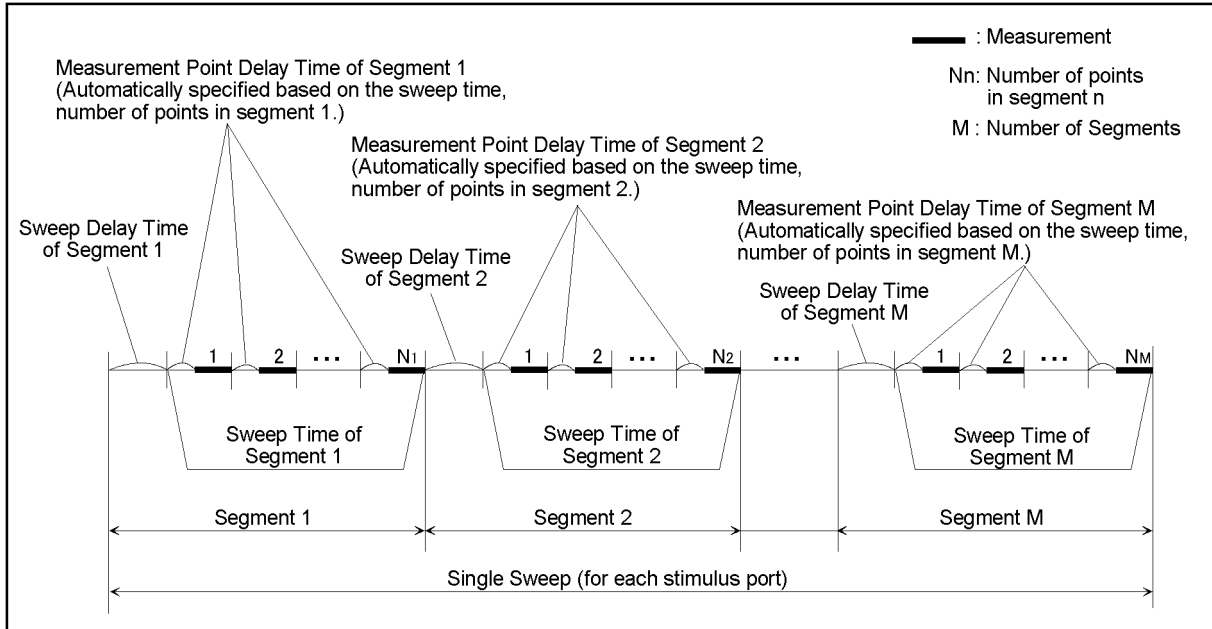 : Measurement
Nn: Number of points
in segment n
M : Number of Segments
Measurement Point Delay Time of Segment 1
(Automatically specified based on the sweep time,
number of points in segment 1.)
Measurement Point Delay Time of Segment 2
(Automatically specified based on the sweep time,
number of points in segment 2.)
Measurement Point Delay Time of Segment M
(Automatically specified based on the sweep time,
number of points in segment M.)
Sweep Delay Time
of Segment 1
Sweep Delay Time
of Segment 2
Sweep Delay Time
of Segment M
1 2 ··· N1 1 2 ··· N2 ··· 1 2 ··· NM
Sweep Time of
Segment 1
Sweep Time of
Segment 2
Sweep Time of
Segment M
Segment 1
Segment 2
Segment M
Single Sweep (for each stimulus port)